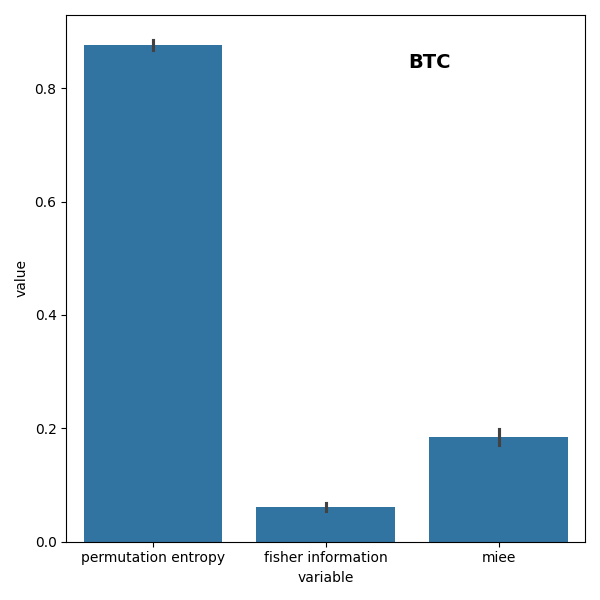 BTC
value
0.8
0.6
0.4
0.2
0.0
permutation entropy
fisher information
miee
variable